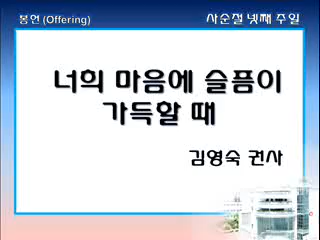 봉헌 (Offering)
사순절 넷째 주일
너희 마음에 슬픔이
가득할 때
김영숙 권사